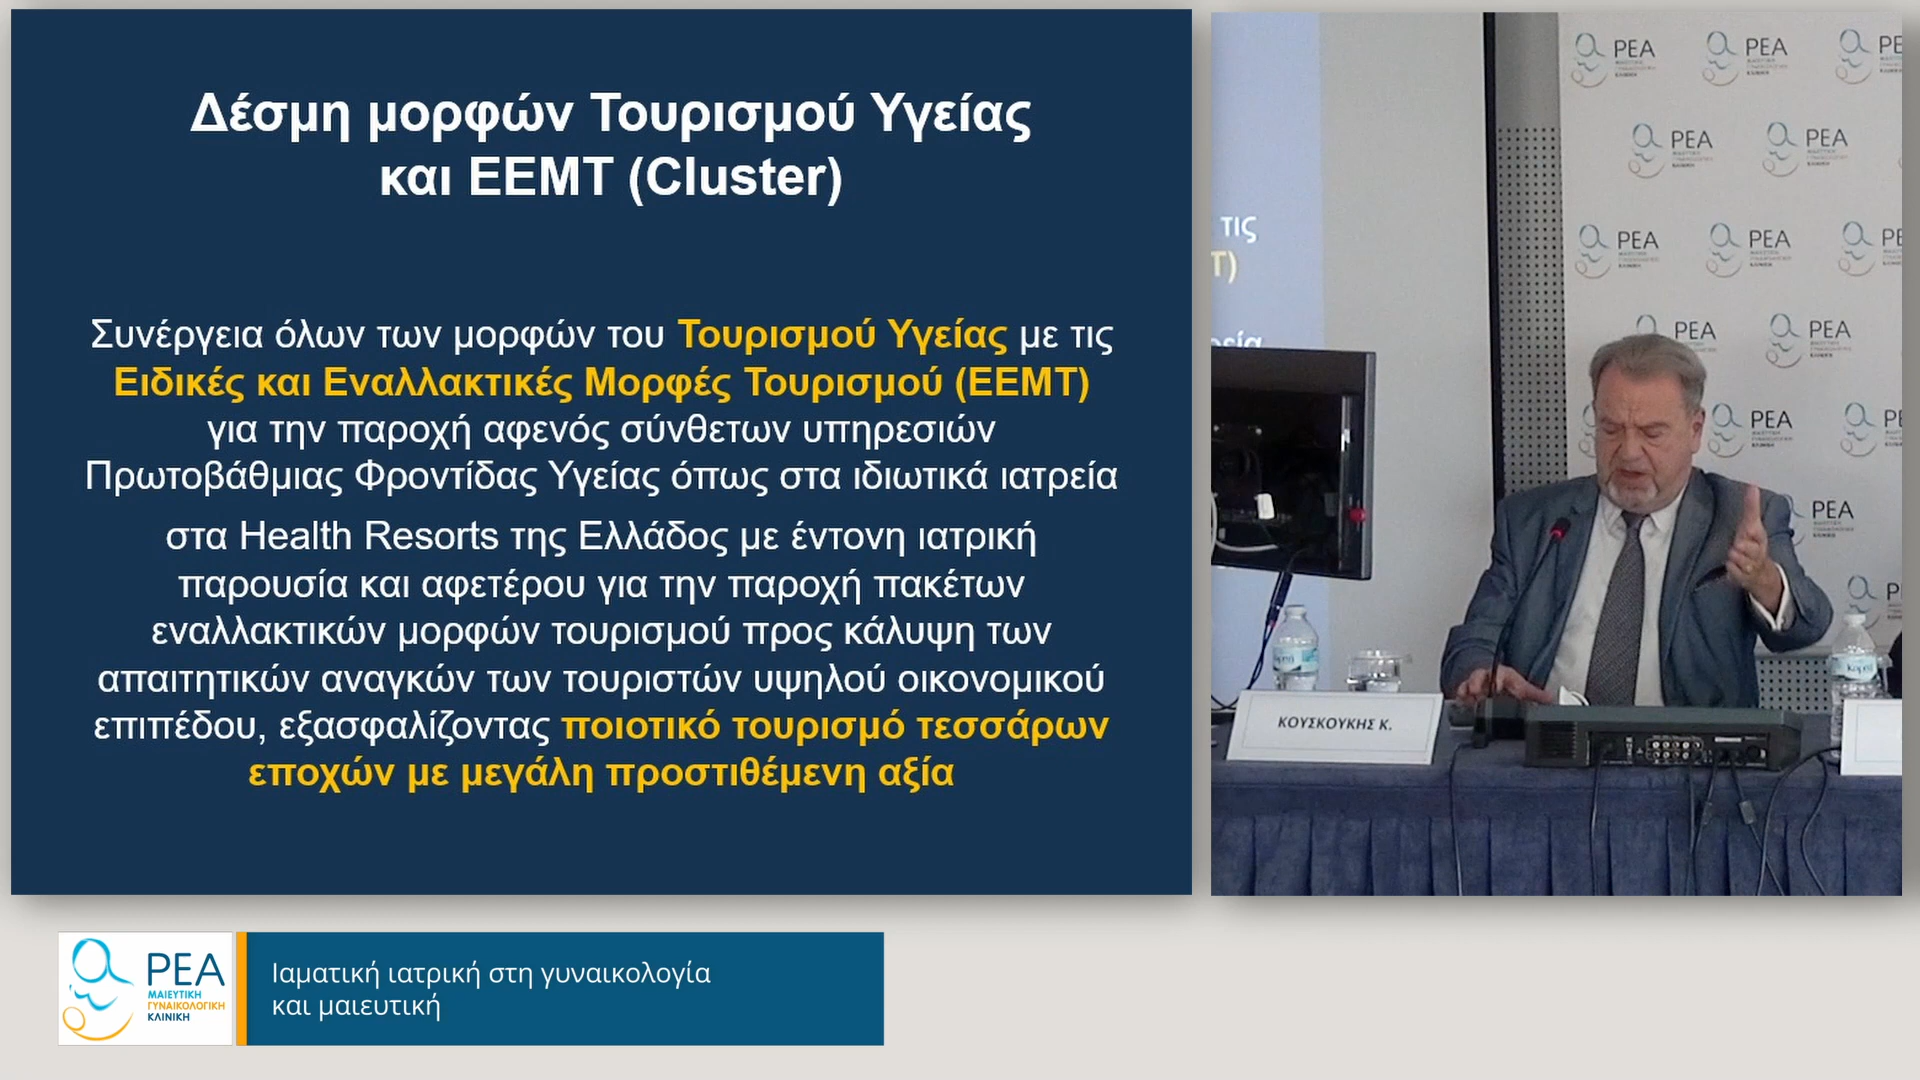 Δέσμη μορφών Τουρισμού Υγείας
και ΕΕΜΤ (Cluster)
Συνέργεια όλων των μορφών του Τουρισμού Υγείας με τις
Ειδικές και Εναλλακτικές Μορφές Τουρισμού (ΕΕΜΤ)
για την παροχή αφενός σύνθετων υπηρεσιών
Πρωτοβάθμιας Φροντίδας Υγείας όπως στα ιδιωτικά ιατρεία
στα Health Resorts της Ελλάδος με έντονη ιατρική
παρουσία και αφετέρου για την παροχή πακέτων
εναλλακτικών μορφών τουρισμού προς κάλυψη των
απαιτητικών αναγκών των τουριστών υψηλού οικονομικού
επιπέδου, εξασφαλίζοντας ποιοτικό τουρισμό τεσσάρων
εποχών με μεγάλη προστιθέμενη αξία
τις
Τ)
ΡΕΑ
ΡΕΑ
ΡΕΑ
ΡΕΑ
ΡΕΑ
ΡΕΑ
ΡΕΑ
ΡΕΑ
ΡΕΑ
ΡΕΑ
ΚΟΥΣΚΟΥΚΗΣ Κ.
ΡΕΑ
ΜΑΙΕΥΤΙΚΗ
ΓΥΝΑΙΚΟΛΟΓΙΚΗ
ΚΛΙΝΙΚΗ
Ιαματική ιατρική στη γυναικολογία
και μαιευτική